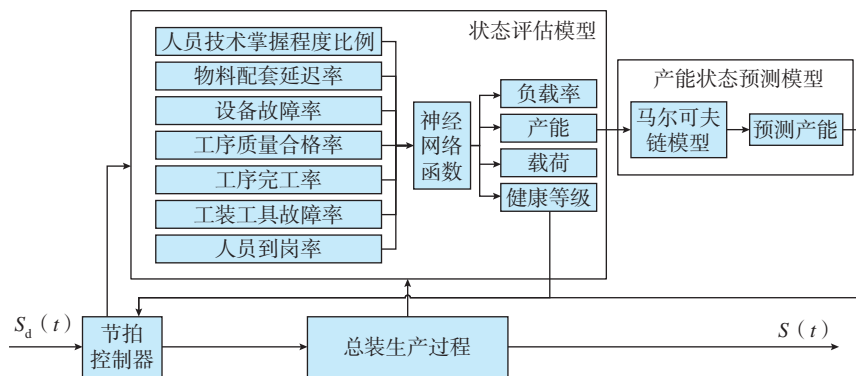 状态评估模型
人员技术掌握程度比例
物料配套延迟率
设备故障率
工序质量合格率
工序完工率
工装工具故障率
人员到岗率
神经
网络
函数
负载率
产能
载荷
健康等级
产能状态预测模型
马尔可夫
链模型
预测产能
S_d（t）
节拍
控制器
总装生产过程
S（t）